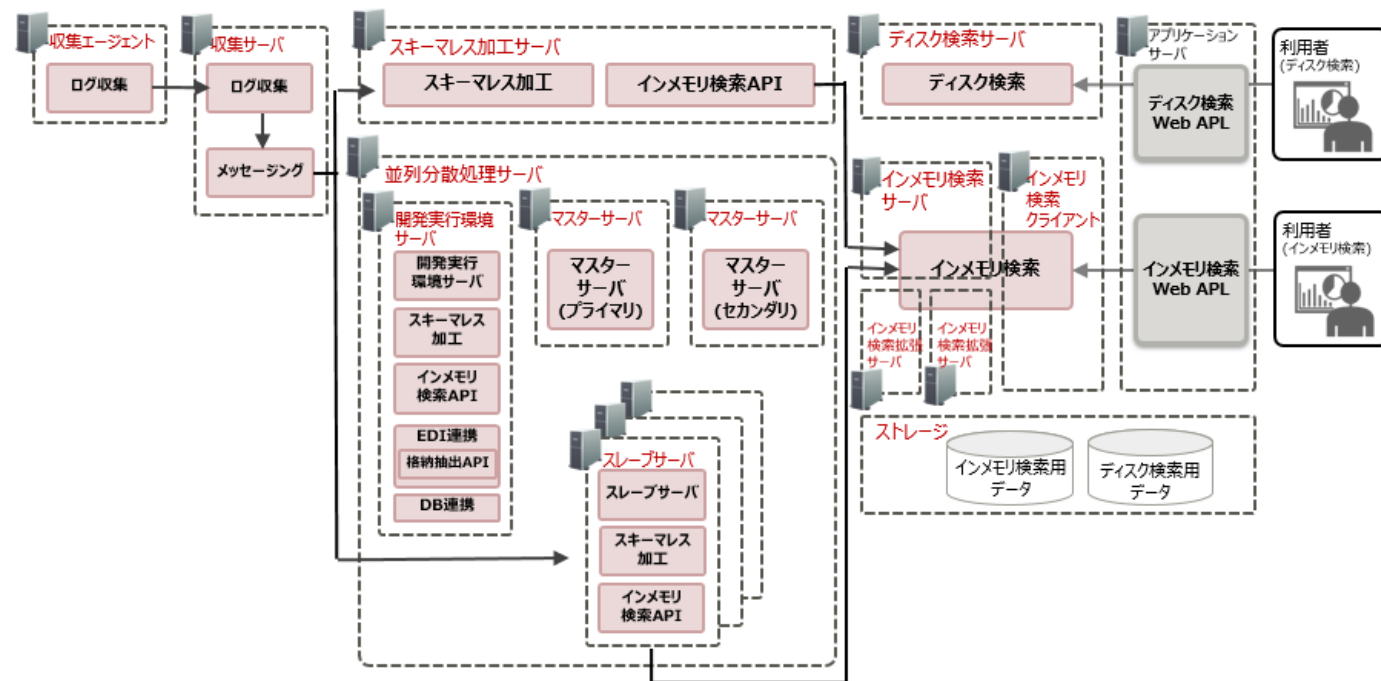 収集エージェント
ログ収集
収集サーバ
ログ収集
メッセージング
スキーマレス加工サーバ
スキーマレス加工
インメモリ検索API
ディスク検索サーバ
ディスク検索
アプリケーション
サーバ
ディスク検索
Web APL
利用者
(ディスク検索)
並列分散処理サーバ
開発実行環境
サーバ
開発実行
環境サーバ
スキーマレス
加工
インメモリ
検索API
EDI連携
格納抽出API
DB連携
マスターサーバ
マスター
サーバ
(プライマリ)
マスターサーバ
マスター
サーバ
(セカンダリ)
スレーブサーバ
スレーブサーバ
スキーマレス
加工
インメモリ
検索API
インメモリ検索
サーバ
インメモリ
検索
クライアント
インメモリ検索
インメモリ検索
Web APL
利用者
(インメモリ検索)
インメモリ
検索拡張
サーバ
インメモリ
検索拡張
サーバ
ストレージ
インメモリ検索用
データ
ディスク検索用
データ